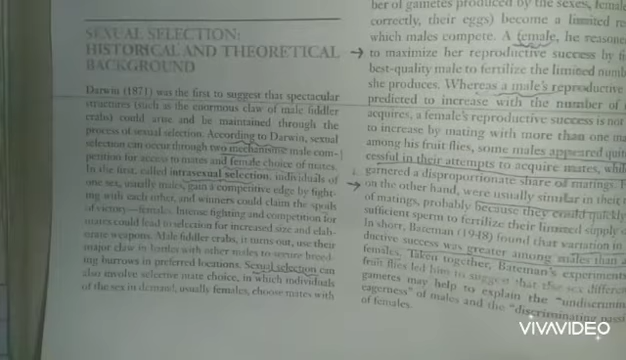 SEXUAL SELECTION:
HISTORICAL AND THEORETICAL
BACKGROUND
Darwin (1871) was the first to suggest that spectacular
structures (such as the enormous claw of male fiddler
crabs) could arise and be maintained through the
process of sexual selection. According to Darwin, sexual
selection can occur through two mechanisms: male com-
petition for access to mates and female choice of mates.
In the first, called intrasexual selection, individuals of
one sex, usually males, gain a competitive edge by fight-
ing with each other, and winners could claim the spoils
of victory—females. Intense fighting and competition for
mates could lead to selection for increased size and elab-
orate weapons. Male fiddler crabs, it turns out, use their
major claw in battles with other males to secure breed-
ing burrows in preferred locations. Sexual selection can
also involve selective mate choice, in which individuals
of the sex in demand, usually females, choose mates with
ber of gametes produced by the sexes, female
correctly, their eggs) become a limited re
which males compete. A female, he reasone
to maximize her reproductive success by fi
best-quality male to fertilize the limited numb
she produces. Whereas a male's reproductive
predicted to increase with the number of
acquires, a female's reproductive success is not
to increase by mating with more than one ma
among his fruit flies, some males appeared quit
cessful in their attempts to acquire mates, whil
garnered a disproportionate share of matings. F
on the other hand, were usually similar in their
of matings, probably because they could quickly
sufficient sperm to fertilize their limited supply
In short, Bateman (1948) found that variation in
ductive success was greater among males than
females. Taken together, Bateman's experiments
fruit flies led him to suggest that the sex differen
gametes may help to explain the "undiscrimin
eagerness" of males and the "discriminating passi
of females.
VIVAVIDEO